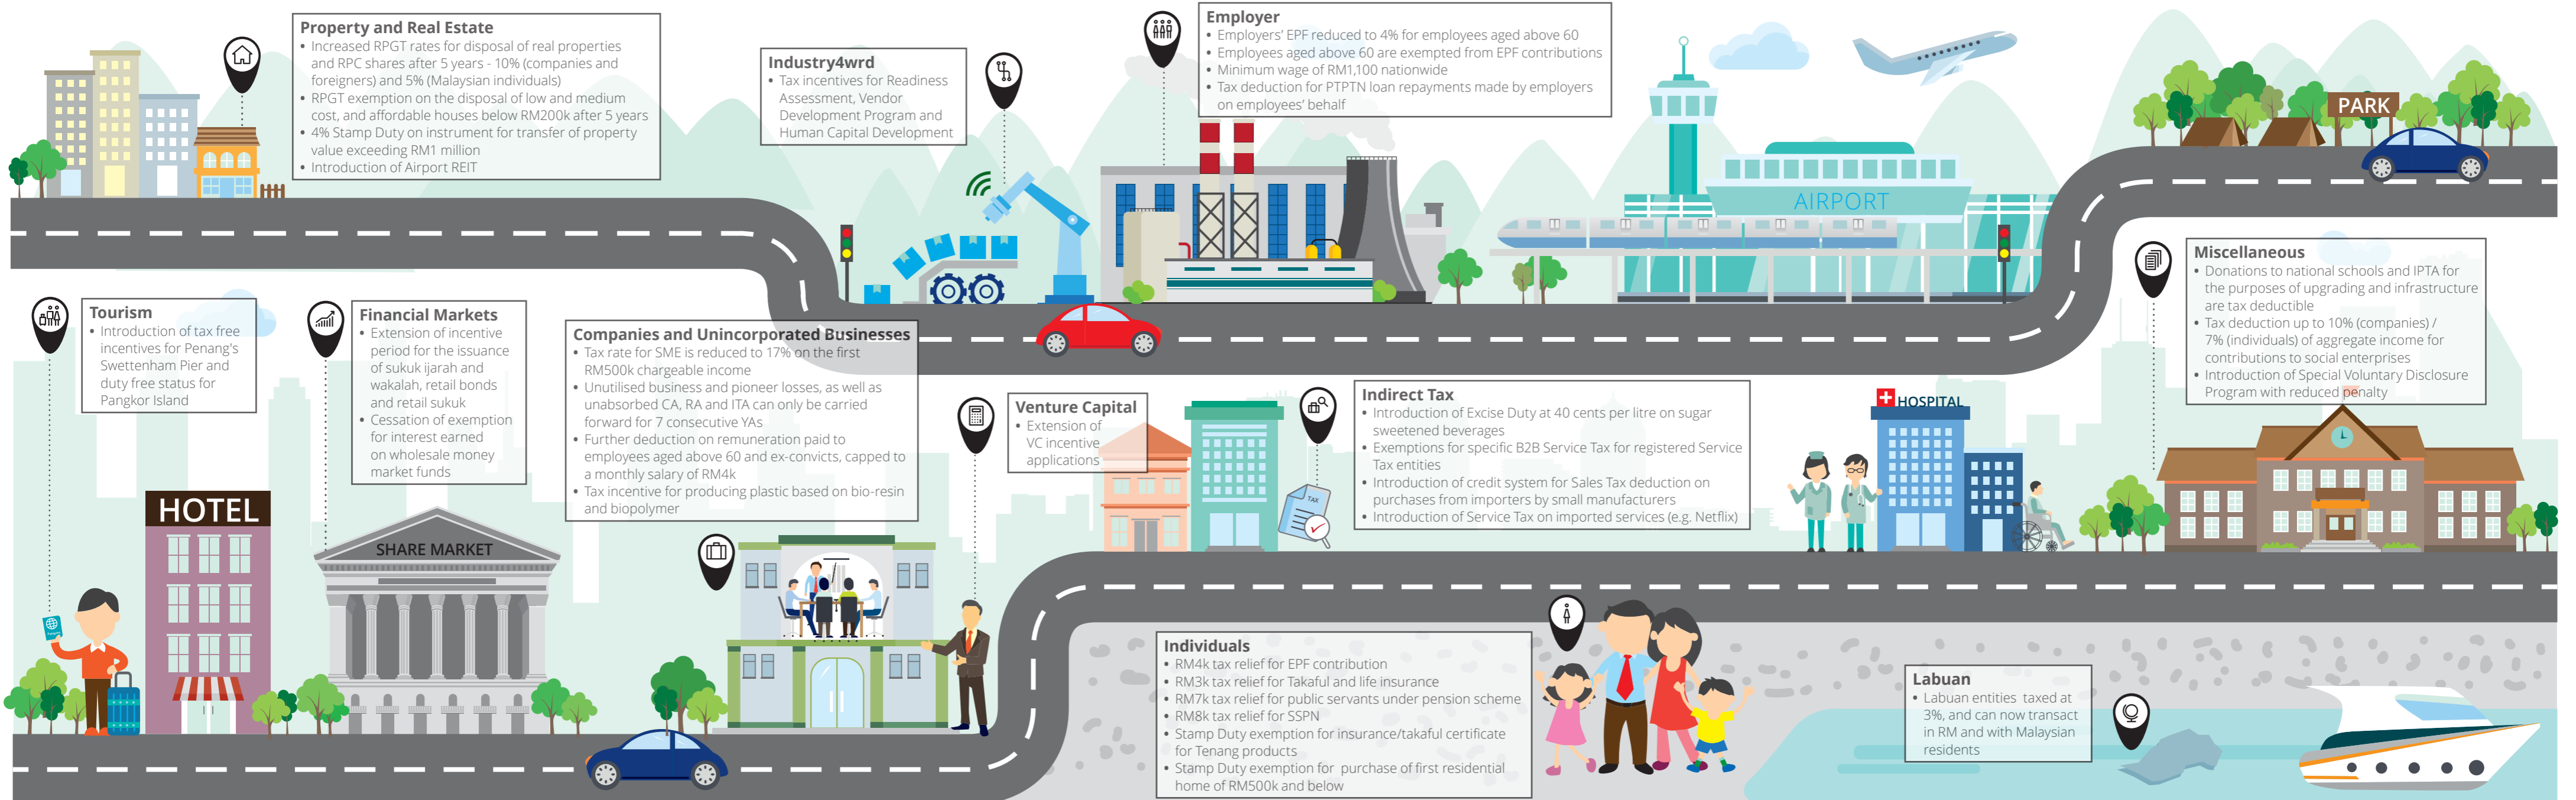 Property and Real Estate
• Increased RPGT rates for disposal of real properties
and RPC shares after 5 years - 10% (companies and
foreigners) and 5% (Malaysian individuals)
• RPGT exemption on the disposal of low and medium
cost, and affordable houses below RM200k after 5 years
• 4% Stamp Duty on instrument for transfer of property
value exceeding RM1 million
• Introduction of Airport REIT
Industry4wrd
• Tax incentives for Readiness
Assessment, Vendor
Development Program and
Human Capital Development
Employer
• Employers' EPF reduced to 4% for employees aged above 60
• Employees aged above 60 are exempted from EPF contributions
• Minimum wage of RM1,100 nationwide
• Tax deduction for PTPTN loan repayments made by employers
on employees' behalf
AIRPORT
PARK
Tourism
• Introduction of tax free
incentives for Penang's
Swettenham Pier and
duty free status for
Pangkor Island
HOTEL
Financial Markets
• Extension of incentive
period for the issuance
of sukuk ijarah and
wakalah, retail bonds
and retail sukuk
• Cessation of exemption
for interest earned
on wholesale money
market funds
SHARE MARKET
Companies and Unincorporated Businesses
• Tax rate for SME is reduced to 17% on the first
RM500k chargeable income
• Unutilised business and pioneer losses, as well as
unabsorbed CA, RA and ITA can only be carried
forward for 7 consecutive YAs
• Further deduction on remuneration paid to
employees aged above 60 and ex-convicts, capped to
a monthly salary of RM4k
• Tax incentive for producing plastic based on bio-resin
and biopolymer
Venture Capital
• Extension of
VC incentive
applications
Indirect Tax
• Introduction of Excise Duty at 40 cents per litre on sugar
sweetened beverages
• Exemptions for specific B2B Service Tax for registered Service
Tax entities
• Introduction of credit system for Sales Tax deduction on
purchases from importers by small manufacturers
• Introduction of Service Tax on imported services (e.g. Netflix)
TAX
HOSPITAL
Miscellaneous
• Donations to national schools and IPTA for
the purposes of upgrading and infrastructure
are tax deductible
• Tax deduction up to 10% (companies) /
7% (individuals) of aggregate income for
contributions to social enterprises
• Introduction of Special Voluntary Disclosure
Program with reduced penalty
Individuals
• RM4k tax relief for EPF contribution
• RM3k tax relief for Takaful and life insurance
• RM7k tax relief for public servants under pension scheme
• RM8k tax relief for SSPN
• Stamp Duty exemption for insurance/takaful certificate
for Tenang products
• Stamp Duty exemption for purchase of first residential
home of RM500k and below
Labuan
• Labuan entities taxed at
3%, and can now transact
in RM and with Malaysian
residents